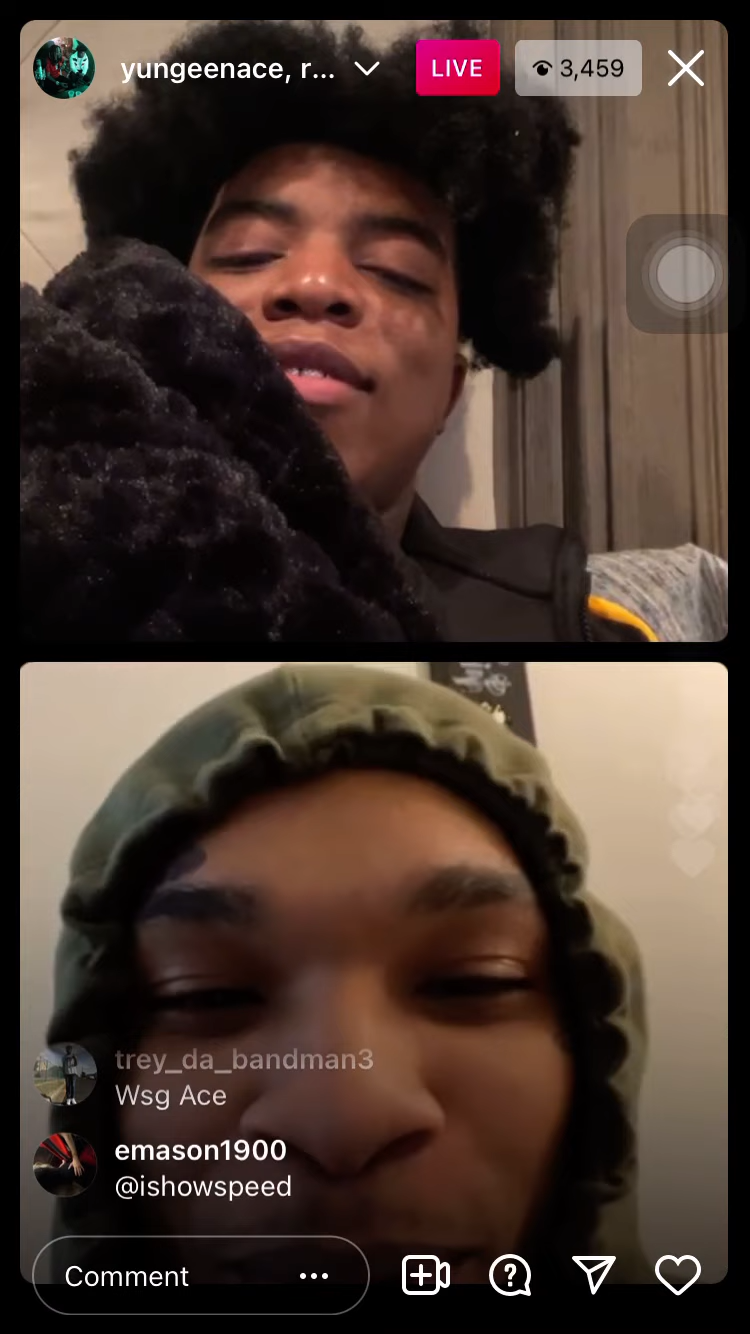 yungeenace, r...
LIVE
3,459
trey_da_bandman3
Wsg Ace
emason1900
@ishowspeed
Comment